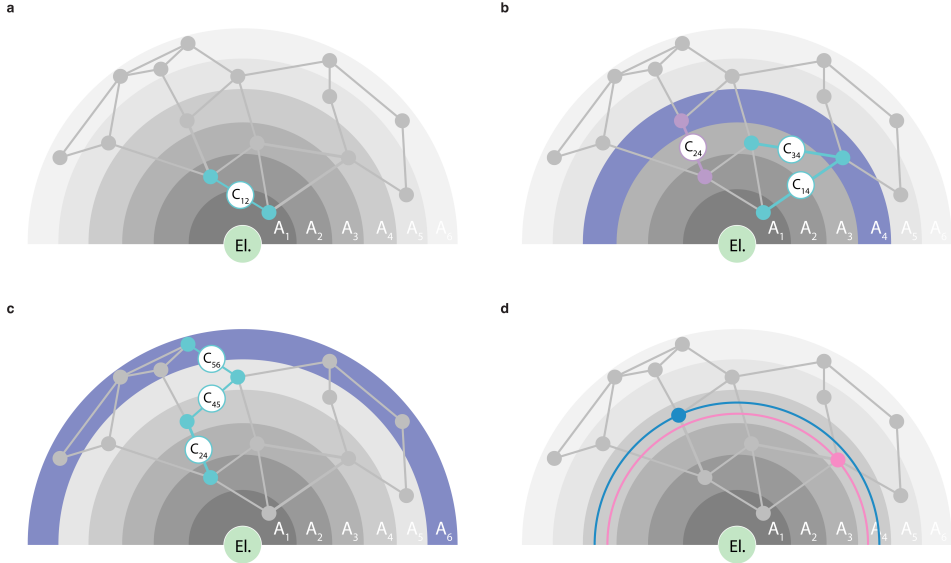 a
C12
El. A1 A2 A3 A4 A5 A6
b
C24 C34
C14
El. A1 A2 A3 A4 A5
c
C56
C45
C24
El. A1 A2 A3 A4 A5 A6
d
El. A1 A2 A3 A4 A5